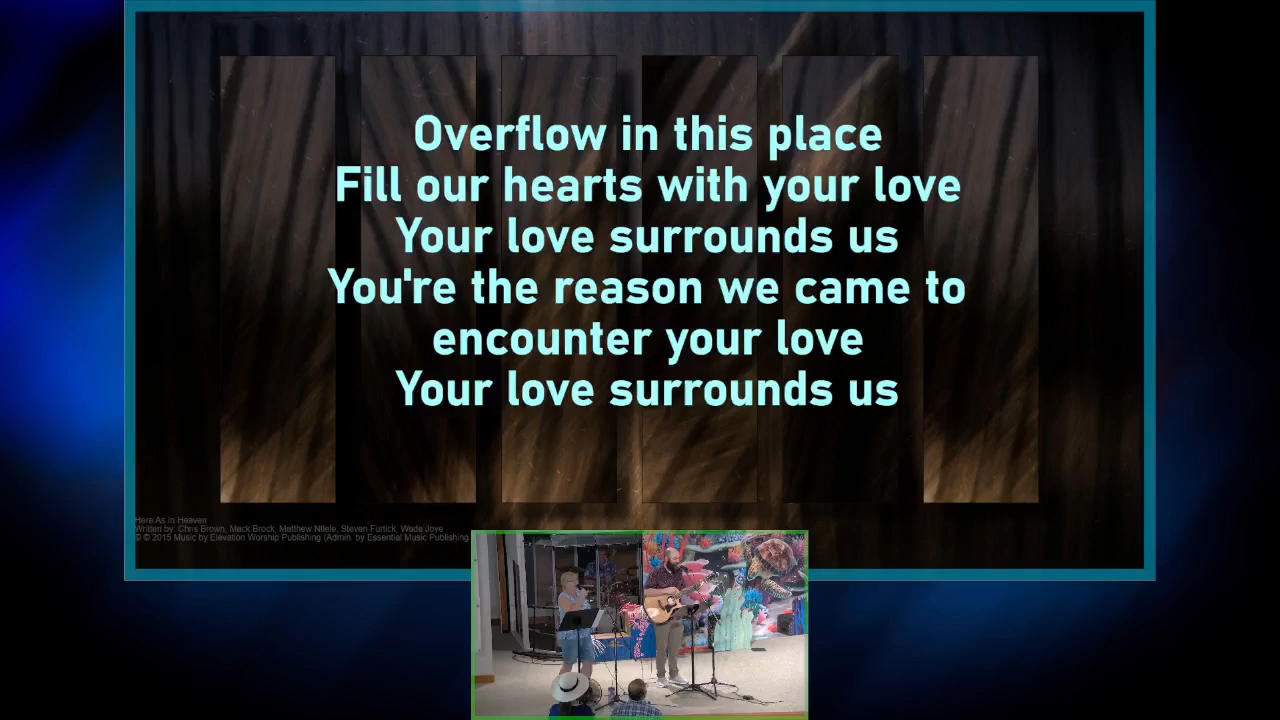 Overflow in this place
Fill our hearts with your love
Your love surrounds us
You're the reason we came to
encounter your love
Your love surrounds us
Here As In Heaven
Written by: Chris Brown, Mack Brock, Matthew Ntlele, Steven Furtick, Wade Joye
© © 2015 Music by Elevation Worship Publishing (Admin. by Essential Music Publishing